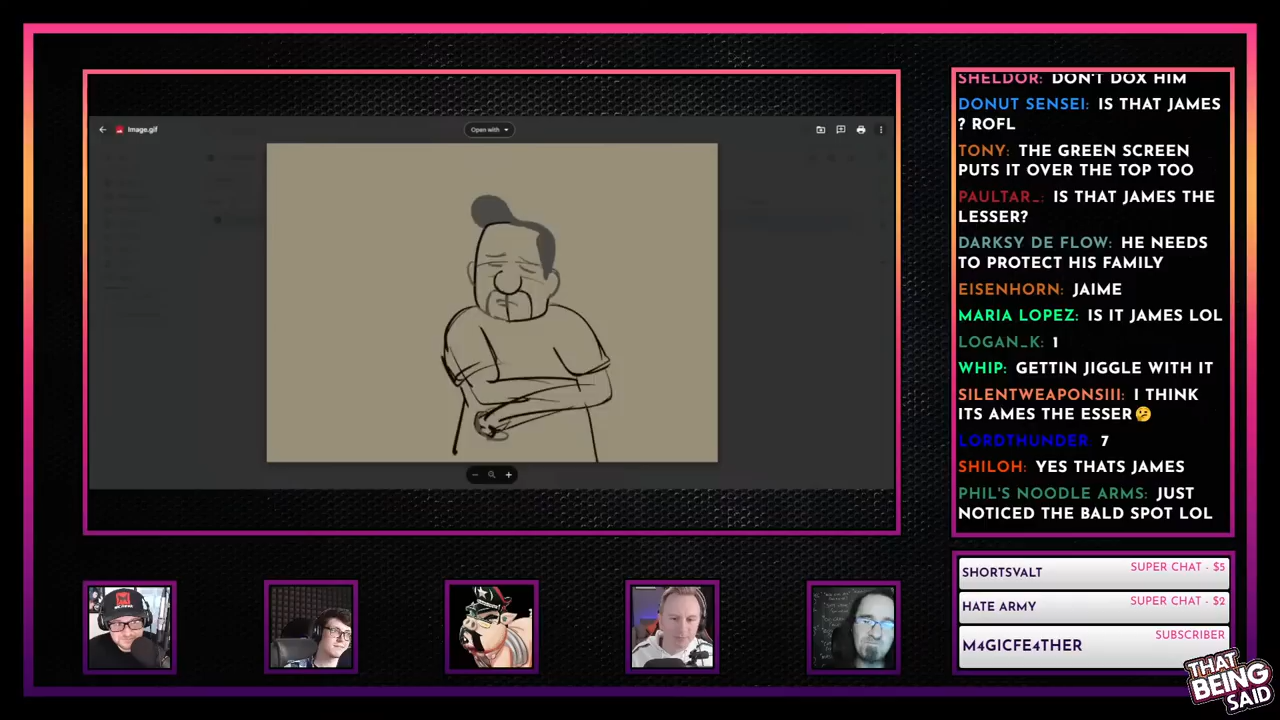 Image.gif
Open with
SHELDOR: DON'T DOX HIM
DONUT SENSEI: IS THAT JAMES
? ROFL
TONY: THE GREEN SCREEN
PUTS IT OVER THE TOP TOO
PAULTAR_: IS THAT JAMES THE
LESSER?
DARKSY DE FLOW: HE NEEDS
TO PROTECT HIS FAMILY
EISENHORN: JAIME
MARIA LOPEZ: IS IT JAMES LOL
LOGAN_K: 1
WHIP: GETTIN JIGGLE WITH IT
SILENTWEAPONSIII: I THINK
ITS AMES THE ESSER🤔
LORDTHUNDER: 7
SHILOH: YES THATS JAMES
PHIL'S NOODLE ARMS: JUST
NOTICED THE BALD SPOT LOL
SHORTSVALT SUPER CHAT - $5
HATE ARMY SUPER CHAT - $2
M4GICFE4THER SUBSCRIBER
THAT
BEING
SAID